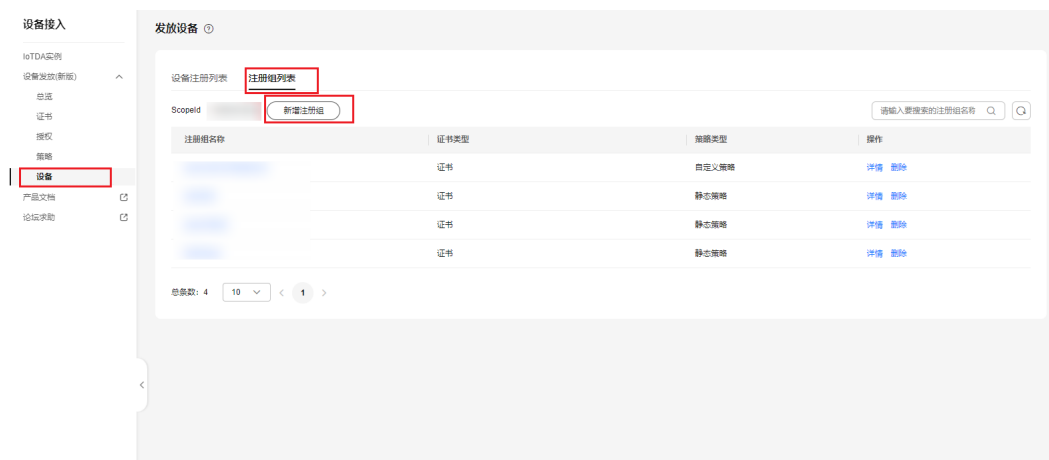 设备接入
IoTDA实例
设备发放(新版)
总览
证书
授权
策略
设备
产品文档
论坛求助
发放设备
设备注册列表 注册组列表
ScopeId 新增注册组 请输入要搜索的注册组名称
注册组名称 证书类型 策略类型 操作
证书 自定义策略 详情 删除
证书 静态策略 详情 删除
证书 静态策略 详情 删除
证书 静态策略 详情 删除
总条数: 4 10 1